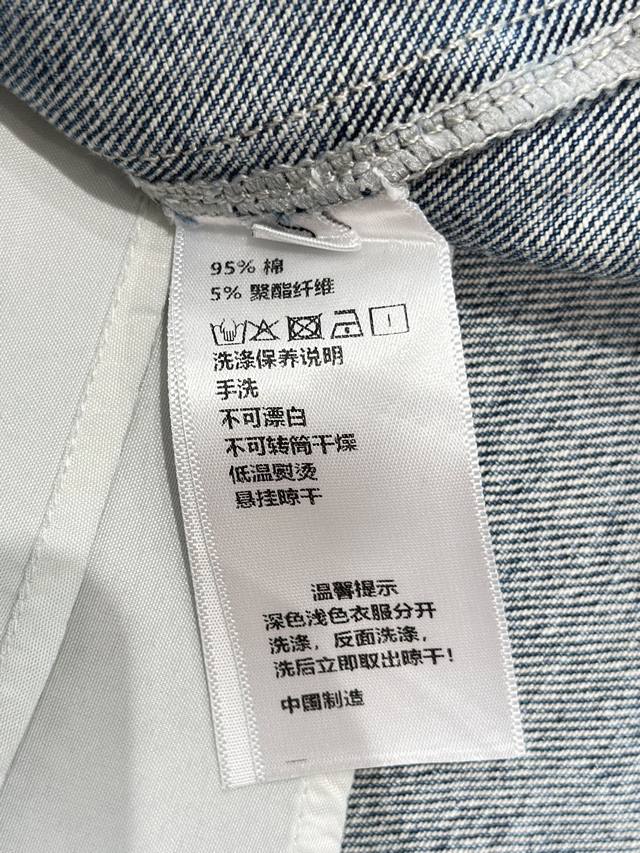 95% 棉
5% 聚酯纤维
洗涤保养说明
手洗
不可漂白
不可转筒干燥
低温熨烫
悬挂晾干
温馨提示
深色浅色衣服分开
洗涤，反面洗涤，
洗后立即取出晾干！
中国制造